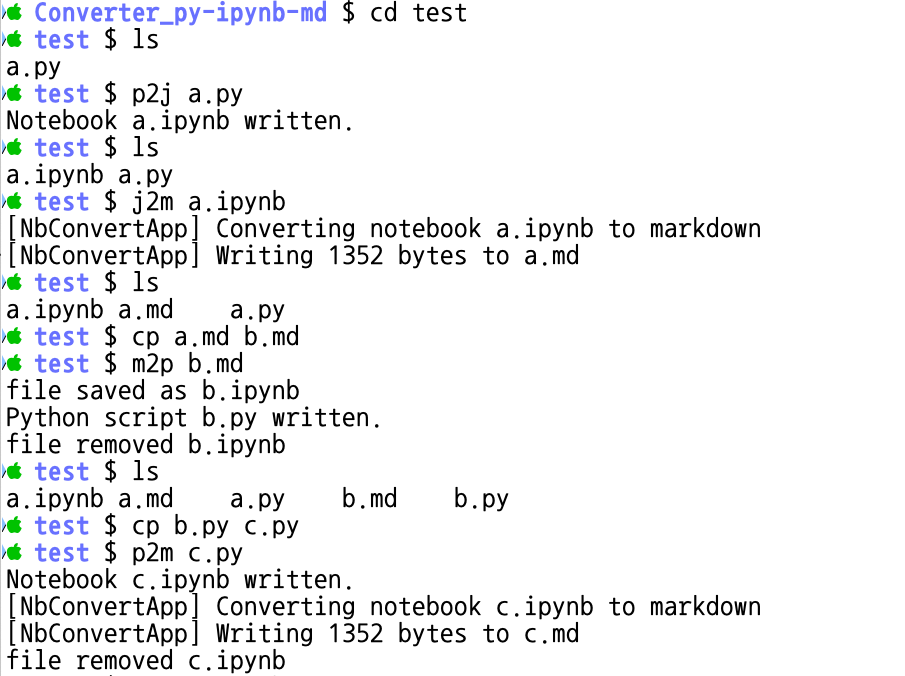 Converter_py-ipynb-md $ cd test
test $ ls
a.py
test $ p2j a.py
Notebook a.ipynb written.
test $ ls
a.ipynb a.py
test $ j2m a.ipynb
[NbConvertApp] Converting notebook a.ipynb to markdown
[NbConvertApp] Writing 1352 bytes to a.md
test $ ls
a.ipynb a.md    a.py
test $ cp a.md b.md
test $ m2p b.md
file saved as b.ipynb
Python script b.py written.
file removed b.ipynb
test $ ls
a.ipynb a.md    a.py    b.md    b.py
test $ cp b.py c.py
test $ p2m c.py
Notebook c.ipynb written.
[NbConvertApp] Converting notebook c.ipynb to markdown
[NbConvertApp] Writing 1352 bytes to c.md
file removed c.ipynb